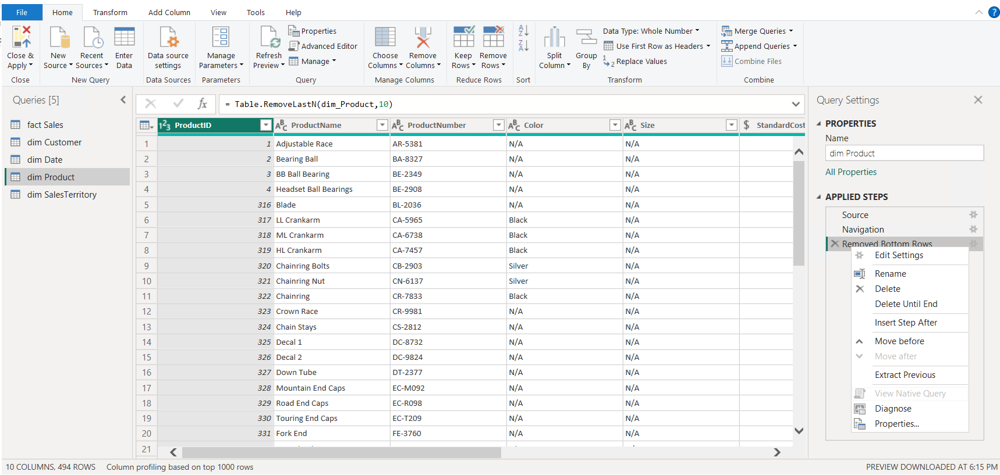 File Home Transform Add Column View Tools Help ?
Close & Apply New Source Recent Sources Enter Data Data source settings Manage Parameters Refresh Preview Properties Advanced Editor Manage Choose Columns Remove Columns Keep Rows Remove Rows Split Column Group By Data Type: Whole Number Use First Row as Headers Replace Values Merge Queries Append Queries Combine Files
Close New Query Data Sources Parameters Query Manage Columns Reduce Rows Sort Transform Combine
Queries [5]
fact Sales
dim Customer
dim Date
dim Product
dim SalesTerritory
fx = Table.RemoveLastN(dim_Product,10)
123 ProductID ABC ProductName ABC ProductNumber ABC Color ABC Size $ StandardCost
1 1 Adjustable Race AR-5381 N/A N/A
2 2 Bearing Ball BA-8327 N/A N/A
3 3 BB Ball Bearing BE-2349 N/A N/A
4 4 Headset Ball Bearings BE-2908 N/A N/A
5 316 Blade BL-2036 N/A N/A
6 317 LL Crankarm CA-5965 Black N/A
7 318 ML Crankarm CA-6738 Black N/A
8 319 HL Crankarm CA-7457 Black N/A
9 320 Chainring Bolts CB-2903 Silver N/A
10 321 Chainring Nut CN-6137 Silver N/A
11 322 Chainring CR-7833 Black N/A
12 323 Crown Race CR-9981 N/A N/A
13 324 Chain Stays CS-2812 N/A N/A
14 325 Decal 1 DC-8732 N/A N/A
15 326 Decal 2 DC-9824 N/A N/A
16 327 Down Tube DT-2377 N/A N/A
17 328 Mountain End Caps EC-M092 N/A N/A
18 329 Road End Caps EC-R098 N/A N/A
19 330 Touring End Caps EC-T209 N/A N/A
20 331 Fork End FE-3760 N/A N/A
21
Query Settings
PROPERTIES
Name
dim Product
All Properties
APPLIED STEPS
Source
Navigation
Removed Bottom Rows
Edit Settings
Rename
Delete
Delete Until End
Insert Step After
Move before
Move after
Extract Previous
View Native Query
Diagnose
Properties...
10 COLUMNS, 494 ROWS Column profiling based on top 1000 rows PREVIEW DOWNLOADED AT 6:15 PM